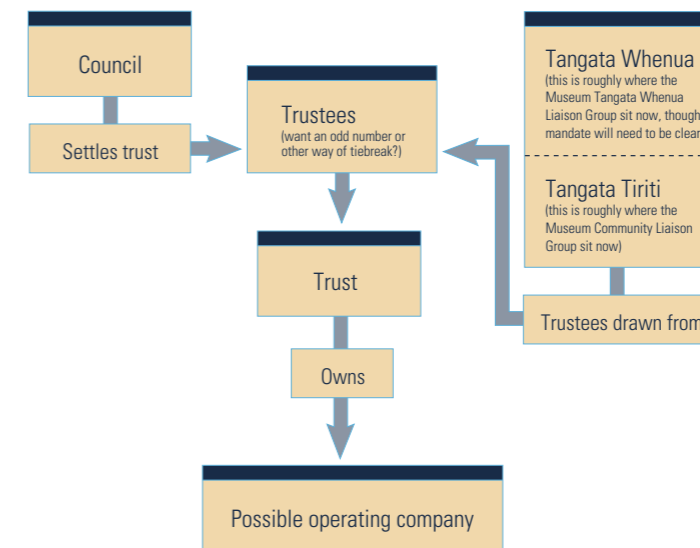 Council
Settles trust
Trustees
(want an odd number or
other way of tiebreak?)
Trust
Owns
Possible operating company
Tangata Whenua
(this is roughly where the
Museum Tangata Whenua
Liaison Group sit now, though
mandate will need to be clear
Tangata Tiriti
(this is roughly where the
Museum Community Liaison
Group sit now)
Trustees drawn from